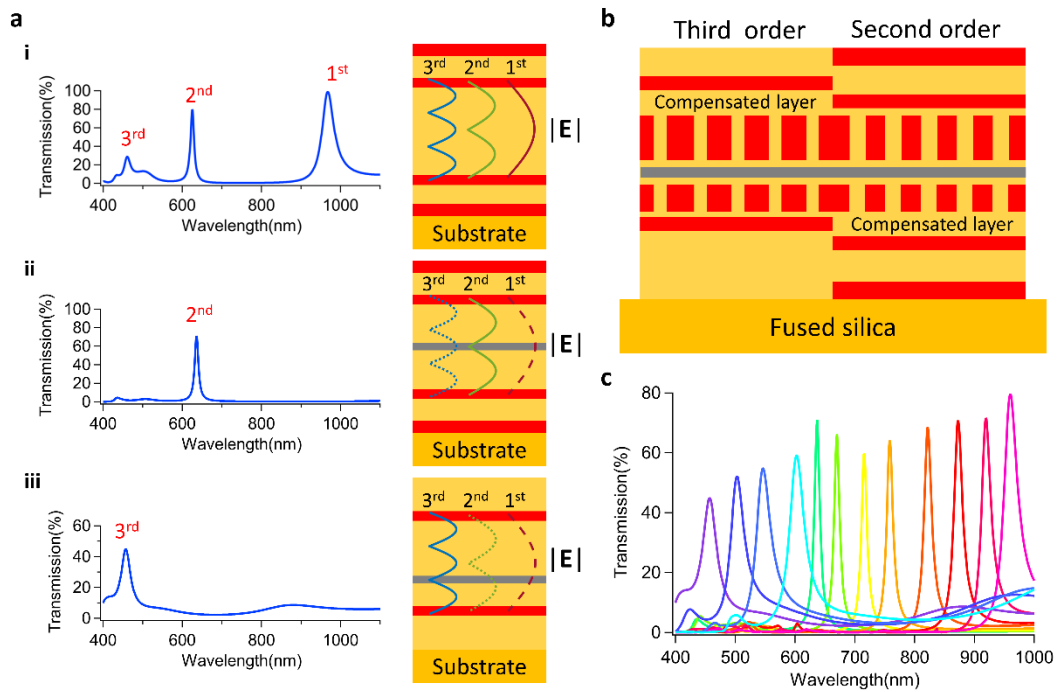 a
i
Transmission(%)
100
80
60
40
20
0
3rd
2nd
1st
400 600 800 1000
Wavelength(nm)
3rd 2nd 1st
|E|
Substrate
ii
Transmission(%)
100
80
60
40
20
0
2nd
400 600 800 1000
Wavelength(nm)
3rd 2nd 1st
|E|
Substrate
iii
Transmission(%)
60
40
20
0
3rd
400 600 800 1000
Wavelength(nm)
3rd 2nd 1st
|E|
Substrate
b
Third order Second order
Compensated layer
Compensated layer
Fused silica
c
Transmission(%)
80
60
40
20
0
400 500 600 700 800 900 1000
Wavelength(nm)